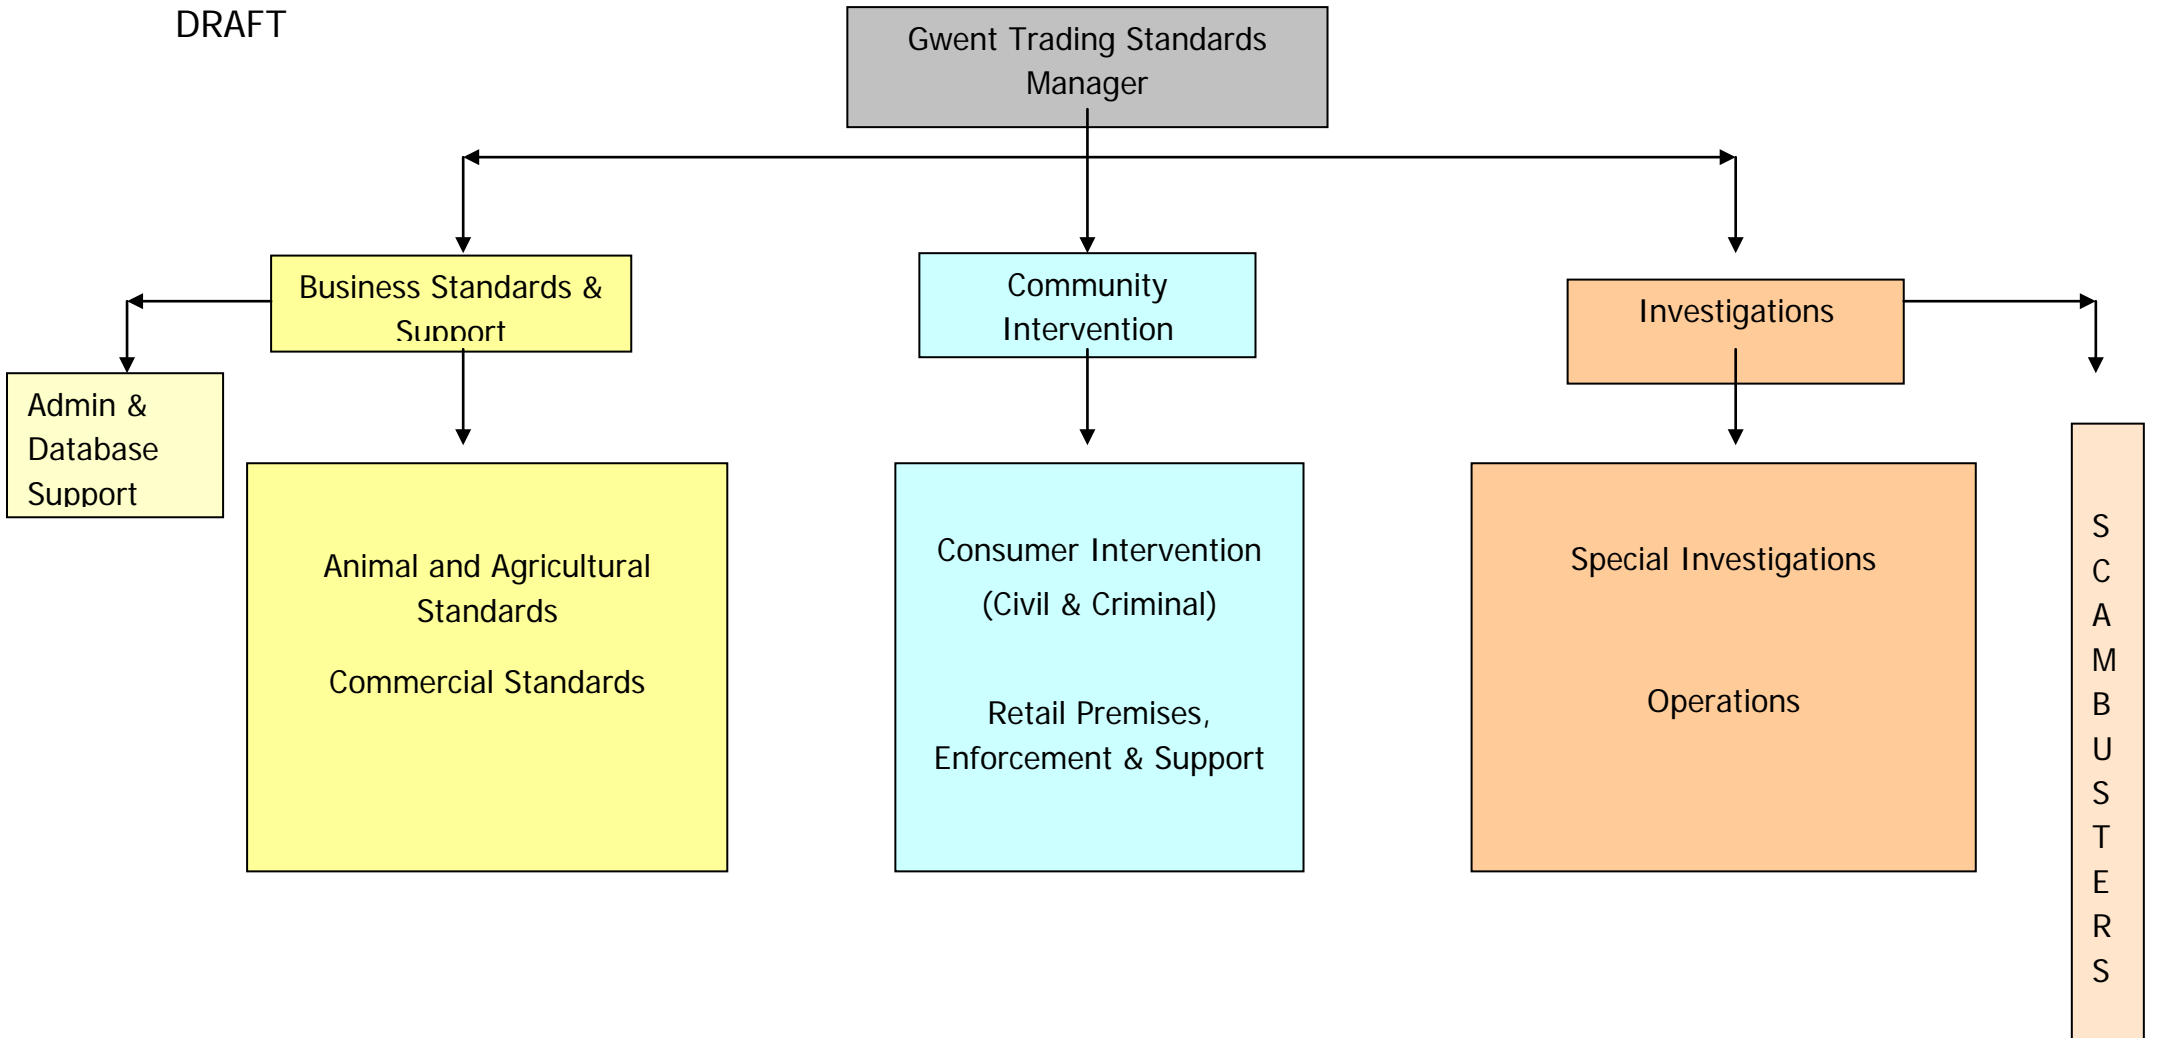 DRAFT
Gwent Trading Standards
Manager
Business Standards &
Support
Community
Intervention
Investigations
Admin &
Database
Support
Animal and Agricultural
Standards
Commercial Standards
Consumer Intervention
(Civil & Criminal)
Retail Premises,
Enforcement & Support
Special Investigations
Operations
S
C
A
M
B
U
S
T
E
R
S